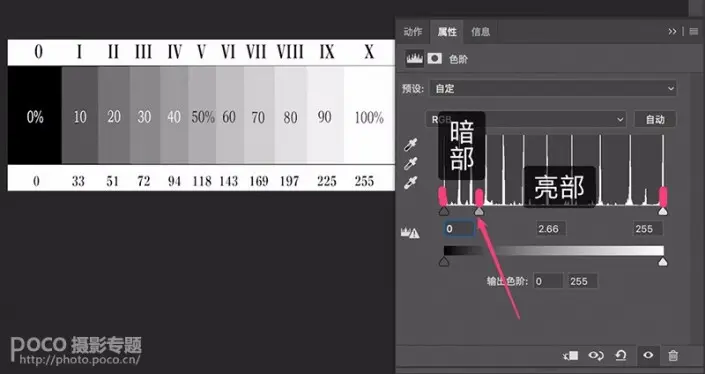 0 I II III IV V VI VII VIII IX X
0% 10 20 30 40 50% 60 70 80 90 100%
0 33 51 72 94 118 143 169 197 225 255
poco 摄影专题
http://photo.poco.cn/
动作 属性 信息
色阶
预设: 自定
RGB 自动
暗部
亮部
0 2.66 255
输出色阶: 0 255